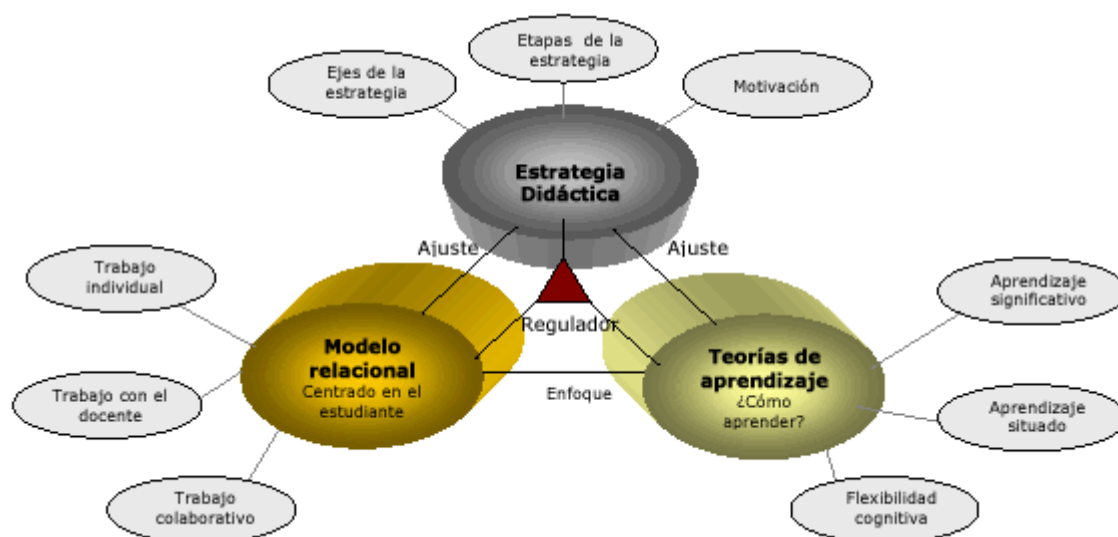 Etapas de la
estrategia
Ejes de la
estrategia
Motivación
Estrategia
Didáctica
Ajuste
Ajuste
Trabajo
individual
Aprendizaje
significativo
Regulador
Modelo
relacional
Centrado en el
estudiante
Teorías de
aprendizaje
¿Cómo
aprender?
Enfoque
Trabajo con el
docente
Aprendizaje
situado
Trabajo
colaborativo
Flexibilidad
cognitiva